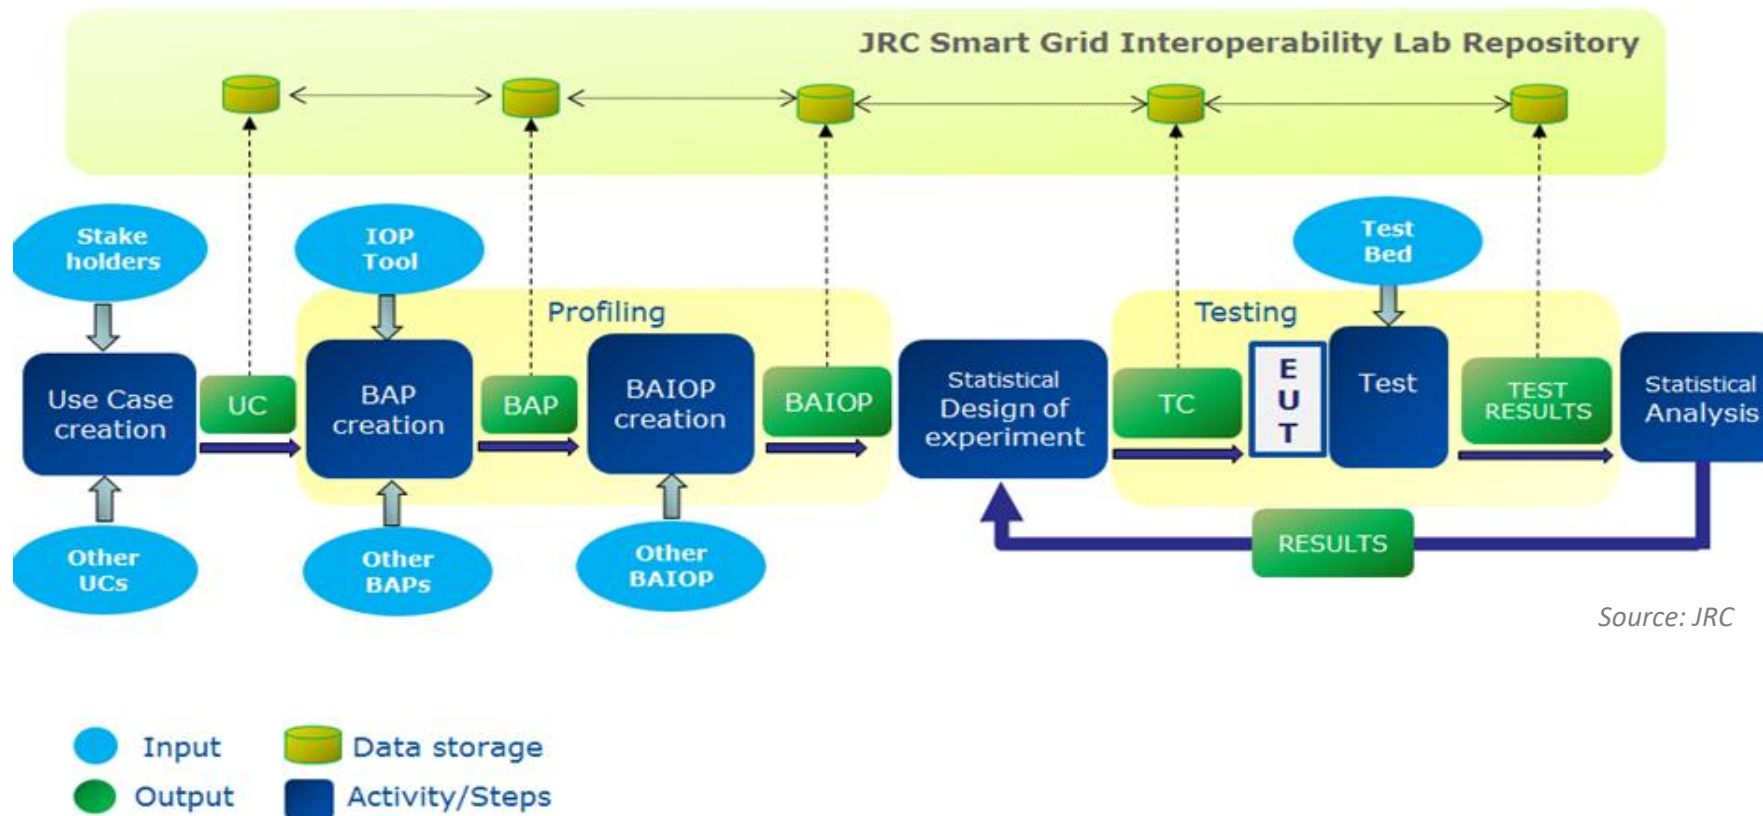 JRC Smart Grid Interoperability Lab Repository
Stake
holders
IOP
Tool
Test
Bed
Profiling
Testing
Use Case
creation
UC
BAP
creation
BAP
BAIOP
creation
BAIOP
Statistical
Design of
experiment
TC
E
U
T
Test
TEST
RESULTS
Statistical
Analysis
Other
UCs
Other
BAPs
Other
BAIOP
RESULTS
Source: JRC
Input
Data storage
Output
Activity/Steps